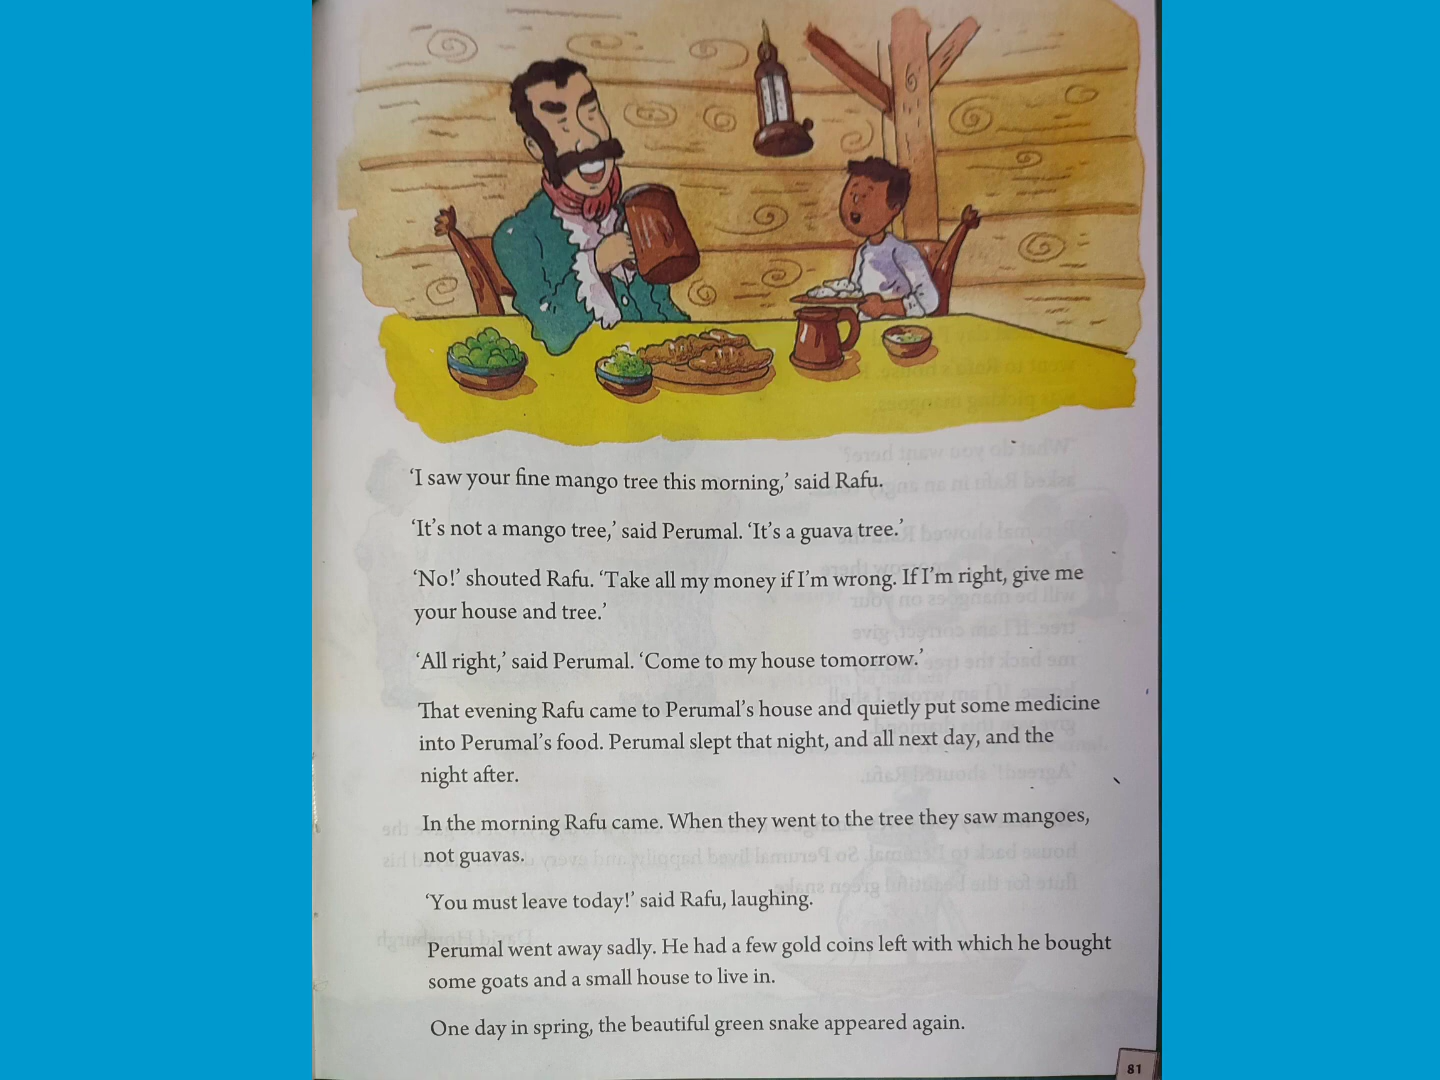 ‘I saw your fine mango tree this morning,’ said Rafu.
‘It’s not a mango tree,’ said Perumal. ‘It’s a guava tree.’
‘No!’ shouted Rafu. ‘Take all my money if I’m wrong. If I’m right, give me
your house and tree.’
‘All right,’ said Perumal. ‘Come to my house tomorrow.’
That evening Rafu came to Perumal’s house and quietly put some medicine
into Perumal’s food. Perumal slept that night, and all next day, and the
night after.
In the morning Rafu came. When they went to the tree they saw mangoes,
not guavas.
‘You must leave today!’ said Rafu, laughing.
Perumal went away sadly. He had a few gold coins left with which he bought
some goats and a small house to live in.
One day in spring, the beautiful green snake appeared again.
81